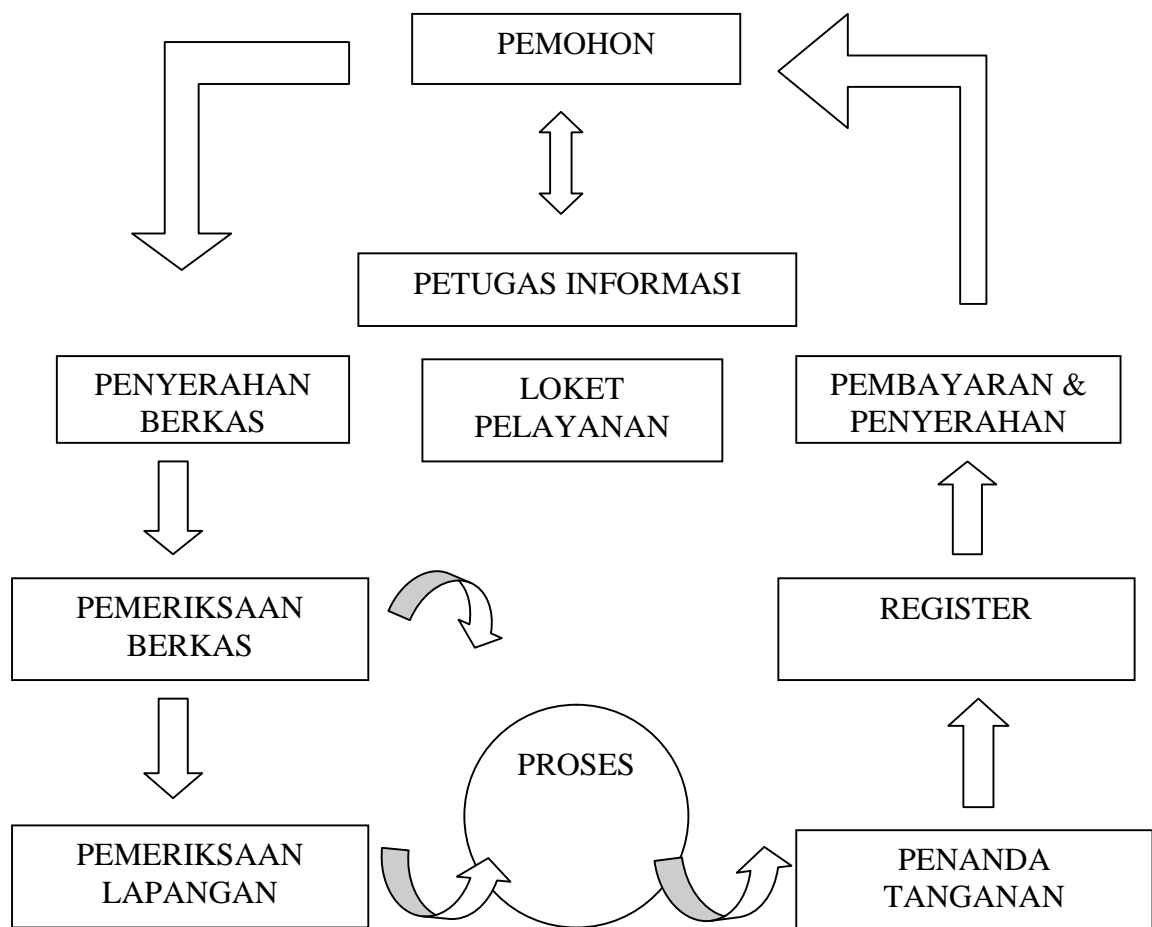 PEMOHON
PETUGAS INFORMASI
PENYERAHAN
BERKAS
LOKET
PELAYANAN
PEMBAYARAN &
PENYERAHAN
PEMERIKSAAN
BERKAS
REGISTER
PROSES
PEMERIKSAAN
LAPANGAN
PENANDA
TANGANAN